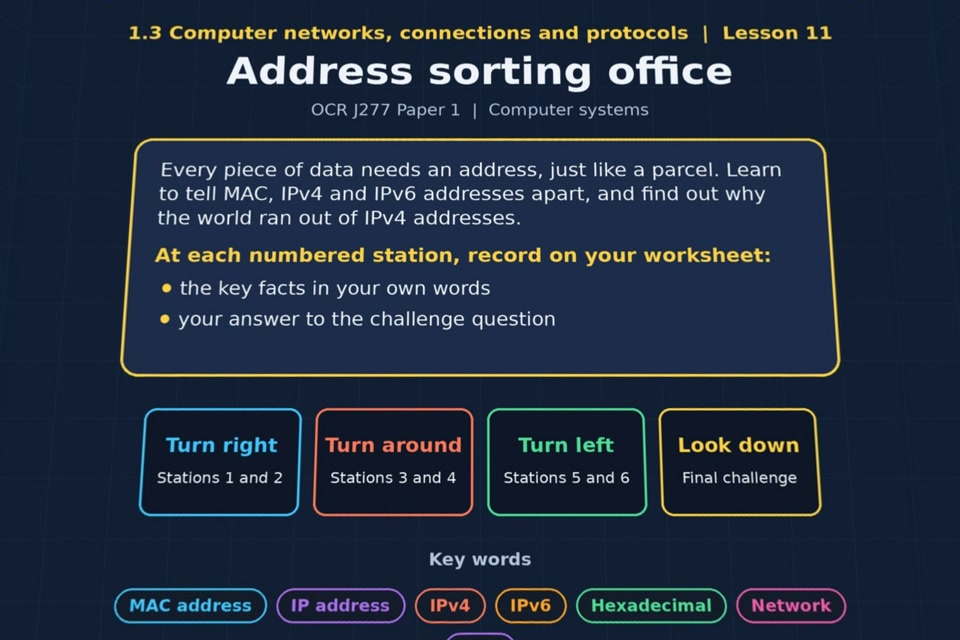 1.3 Computer networks, connections and protocols | Lesson 11
Address sorting office
OCR J277 Paper 1 | Computer systems
Every piece of data needs an address, just like a parcel. Learn
to tell MAC, IPv4 and IPv6 addresses apart, and find out why
the world ran out of IPv4 addresses.
At each numbered station, record on your worksheet:
• the key facts in your own words
• your answer to the challenge question
Turn right
Stations 1 and 2
Turn around
Stations 3 and 4
Turn left
Stations 5 and 6
Look down
Final challenge
Key words
MAC address
IP address
IPv4
IPv6
Hexadecimal
Network